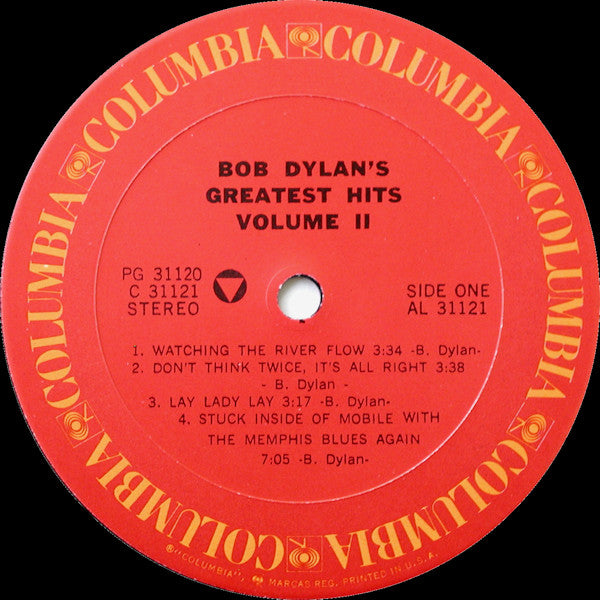 COLUMBIA
COLUMBIA
COLUMBIA
COLUMBIA
COLUMBIA
COLUMBIA
BOB DYLAN'S
GREATEST HITS
VOLUME II
PG 31120
C 31121
STEREO
SIDE ONE
AL 31121
1. WATCHING THE RIVER FLOW 3:34 -B. Dylan-
2. DON'T THINK TWICE, IT'S ALL RIGHT 3:38
- B. Dylan -
3. LAY LADY LAY 3:17 -B. Dylan-
4. STUCK INSIDE OF MOBILE WITH
THE MEMPHIS BLUES AGAIN
7:05 -B. Dylan-
®"COLUMBIA", MARCAS REG. PRINTED IN U.S.A.